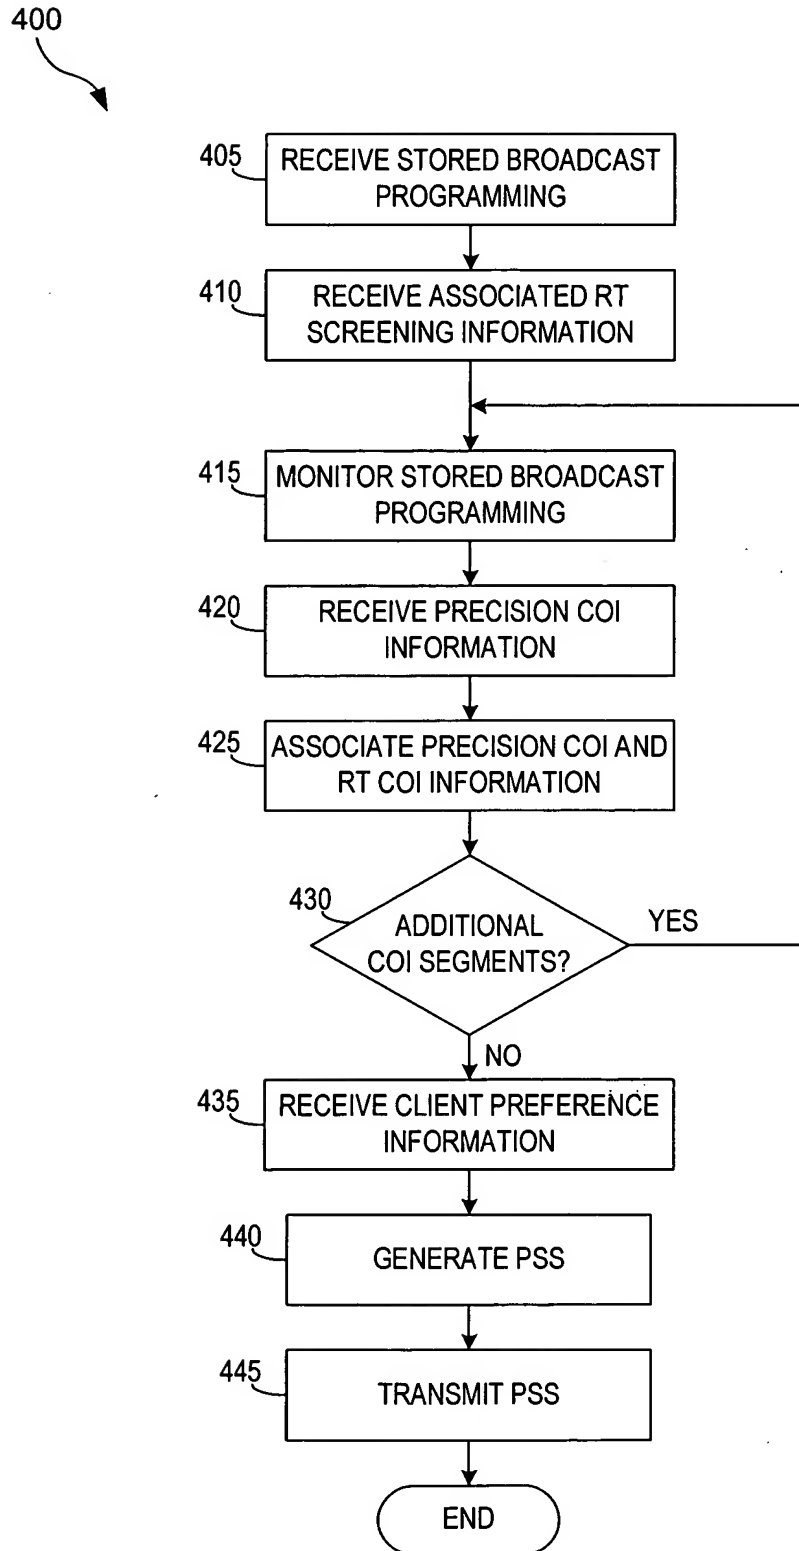 400
405
RECEIVE STORED BROADCAST
PROGRAMMING
410
RECEIVE ASSOCIATED RT
SCREENING INFORMATION
415
MONITOR STORED BROADCAST
PROGRAMMING
420
RECEIVE PRECISION COI
INFORMATION
425
ASSOCIATE PRECISION COI AND
RT COI INFORMATION
430
ADDITIONAL
COI SEGMENTS?
YES
NO
435
RECEIVE CLIENT PREFERENCE
INFORMATION
440
GENERATE PSS
445
TRANSMIT PSS
END